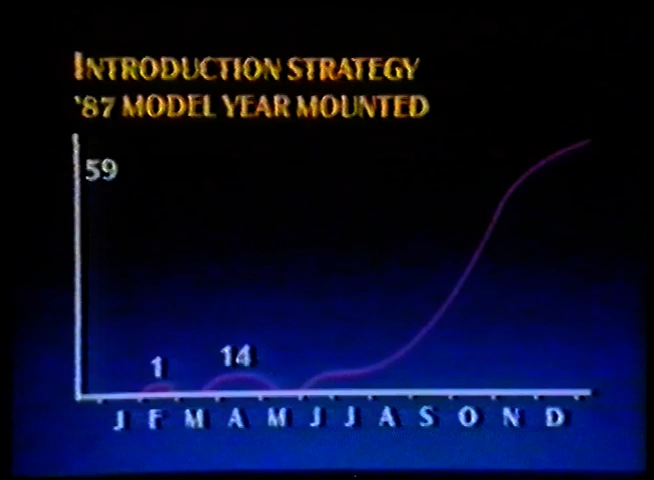 INTRODUCTION STRATEGY
'87 MODEL YEAR MOUNTED
59
1
14
J F M A M J J A S O N D